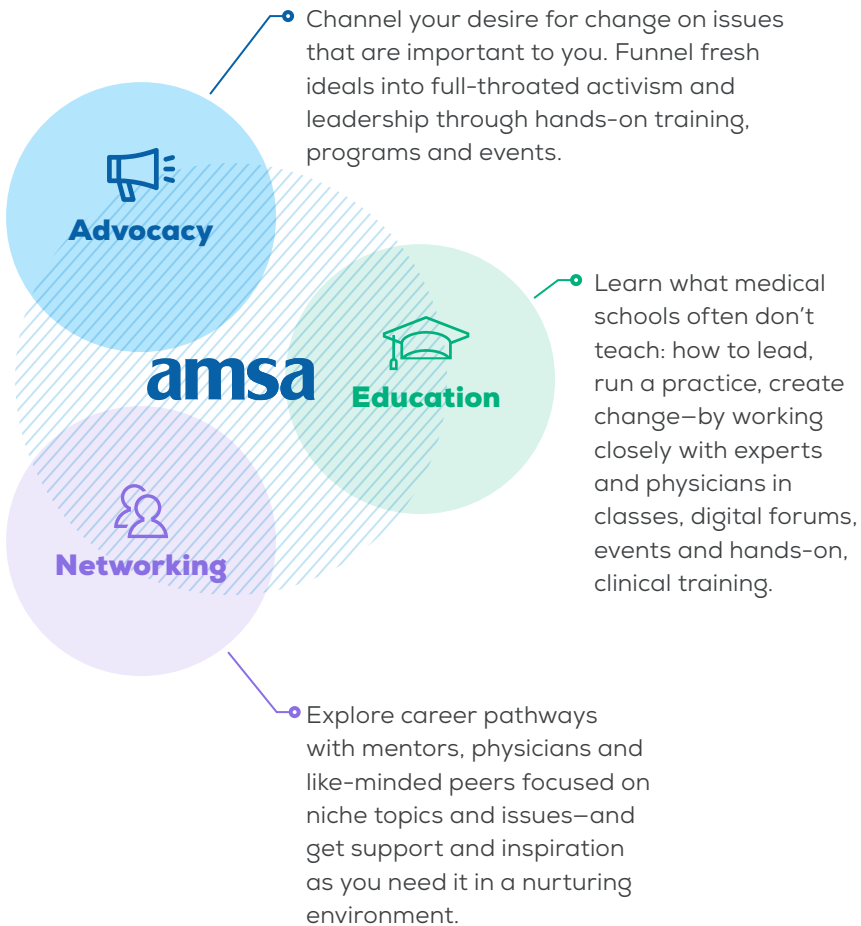 Channel your desire for change on issues
that are important to you. Funnel fresh
ideals into full-throated activism and
leadership through hands-on training,
programs and events.
Advocacy
Learn what medical
schools often don't
teach: how to lead,
run a practice, create
change—by working
closely with experts
and physicians in
classes, digital forums,
events and hands-on,
clinical training.
Education
amsa
Networking
Explore career pathways
with mentors, physicians and
like-minded peers focused on
niche topics and issues—and
get support and inspiration
as you need it in a nurturing
environment.